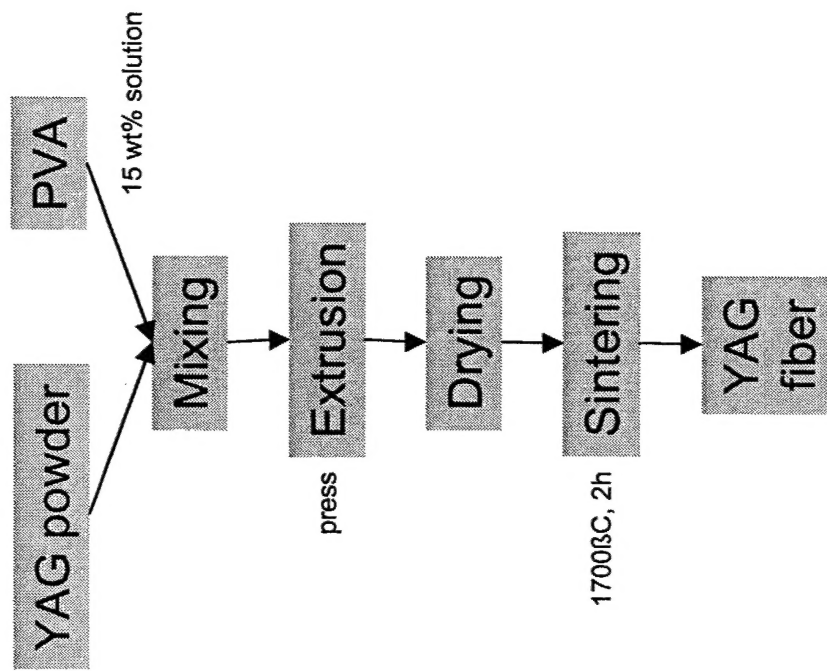 YAG powder
PVA
15 wt% solution
Mixing
press
Extrusion
Drying
1700ßC, 2h
Sintering
YAG
fiber